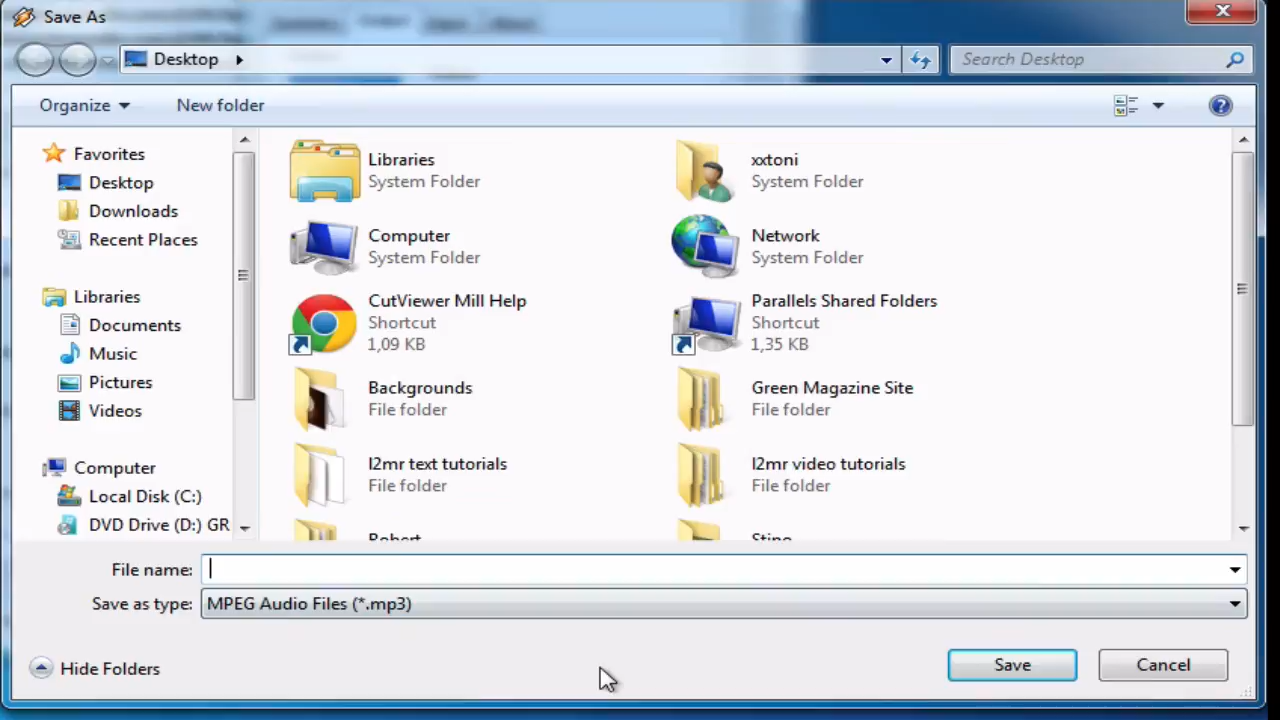 Save As
Desktop
Search Desktop
Organize
New folder
Favorites
Desktop
Downloads
Recent Places
Libraries
Documents
Music
Pictures
Videos
Computer
Local Disk (C:)
DVD Drive (D:) GR
Libraries
System Folder
xxtoni
System Folder
Computer
System Folder
Network
System Folder
CutViewer Mill Help
Shortcut
1,09 KB
Parallels Shared Folders
Shortcut
1,35 KB
Backgrounds
File folder
Green Magazine Site
File folder
l2mr text tutorials
File folder
l2mr video tutorials
File folder
Robert
File name:
Save as type: MPEG Audio Files (*.mp3)
Hide Folders
Save
Cancel